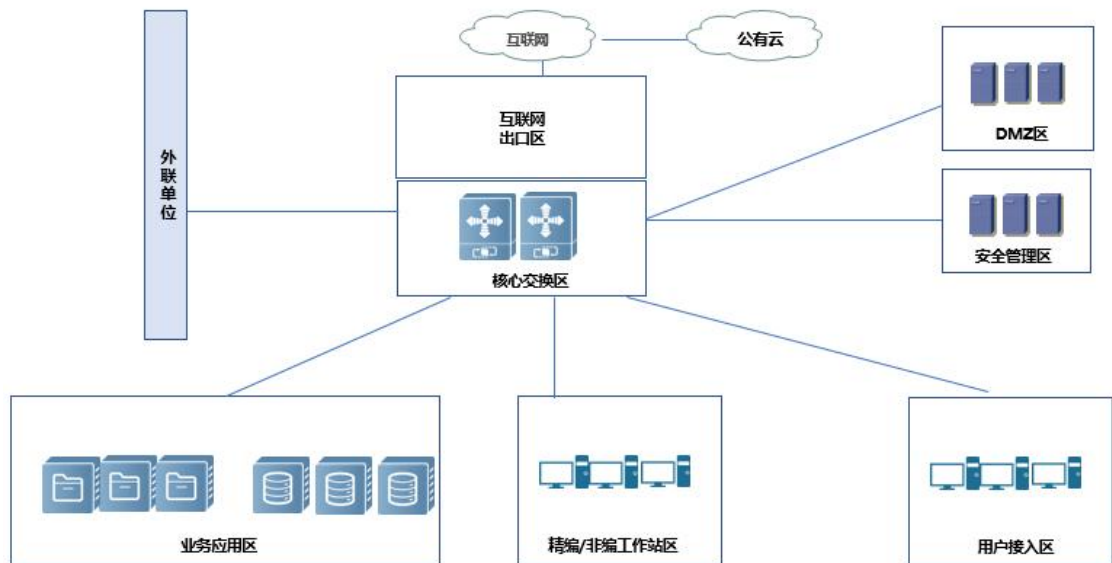 互联网
公有云
互联网
出口区
DMZ区
外
联
单
位
核心交换区
安全管理区
业务应用区
精编/非编工作站区
用户接入区